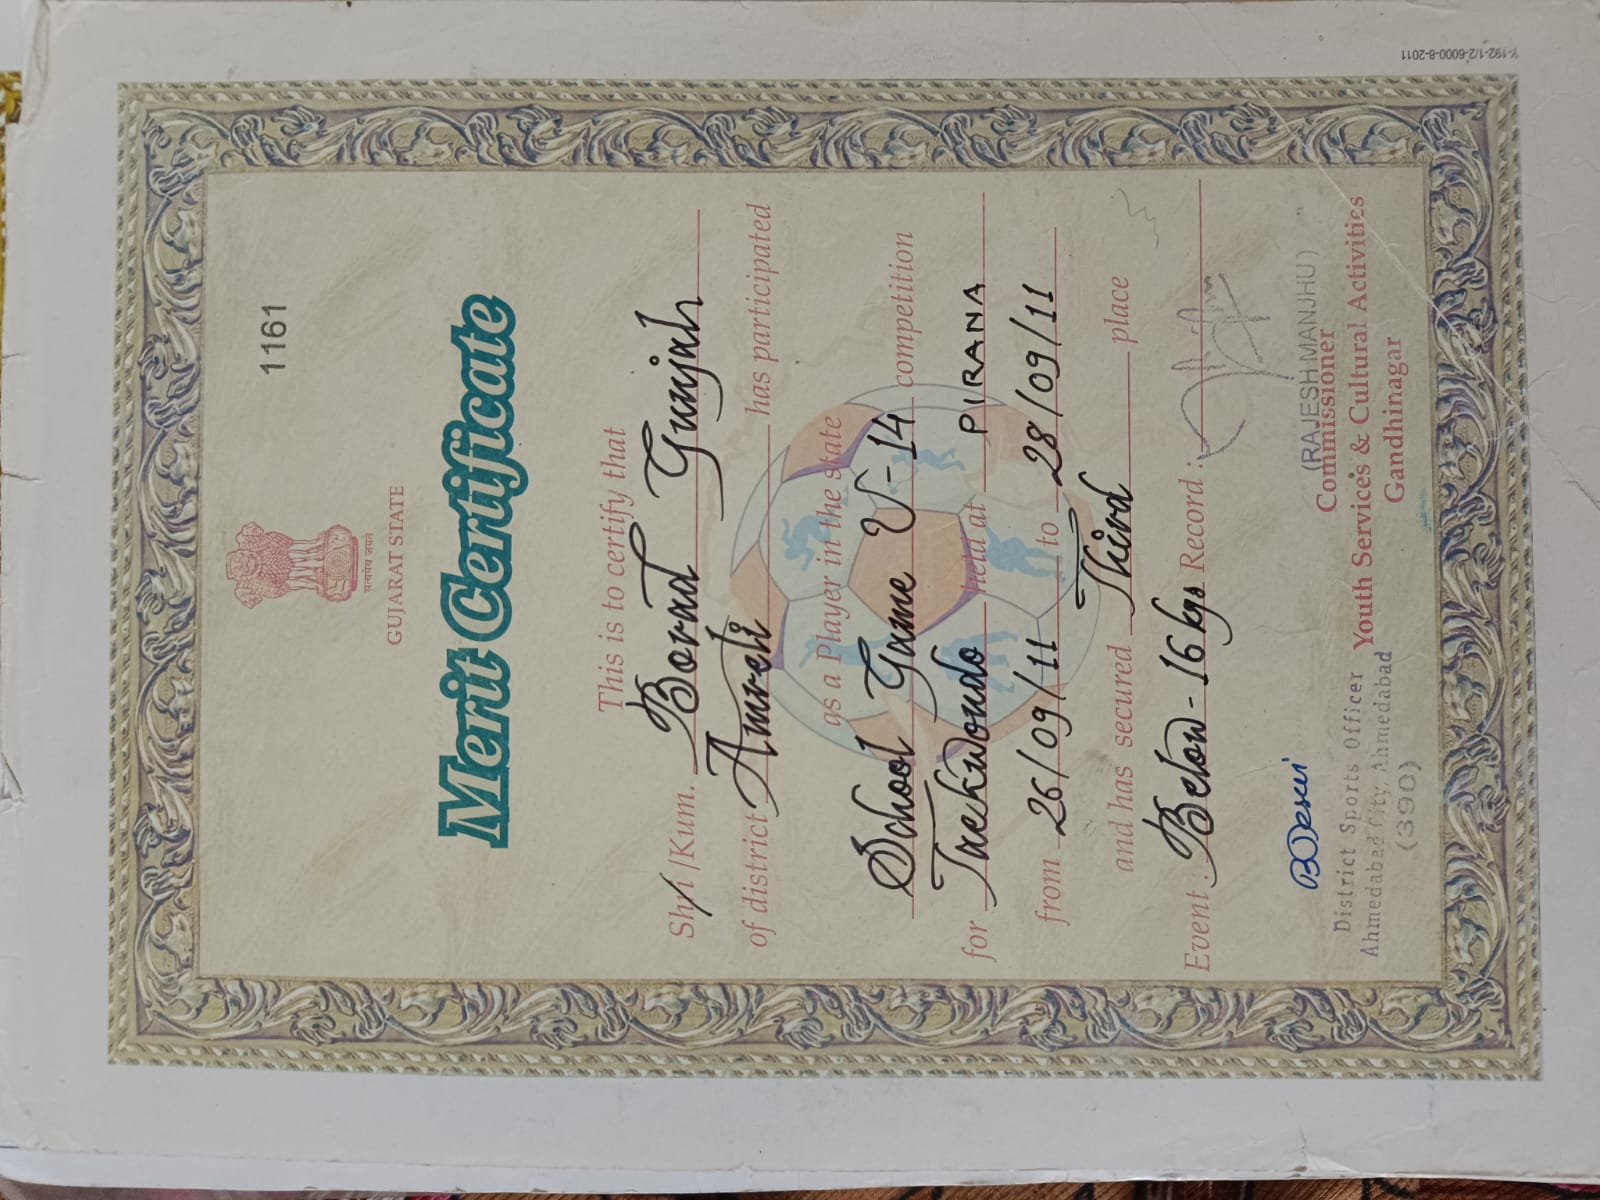 1161
सत्यमेव जयते
GUJARAT STATE
Merit Certificate
This is to certify that
Shri /Kum. Borad Gunjah
of district Amreli has participated
as a Player in the state
School Game U-14 competition
for Taekwondo held at PIRANA
from 26/09/11 to 28/09/11
and has secured Third place
Event : Below - 16 kgs Record :
BDesai
(RAJESH MANJHU)
District Sports Officer
Ahmedabad City, Ahmedabad
(390)
Commissioner
Youth Services & Cultural Activities
Gandhinagar
Y-192-1/2-6000-8-2011